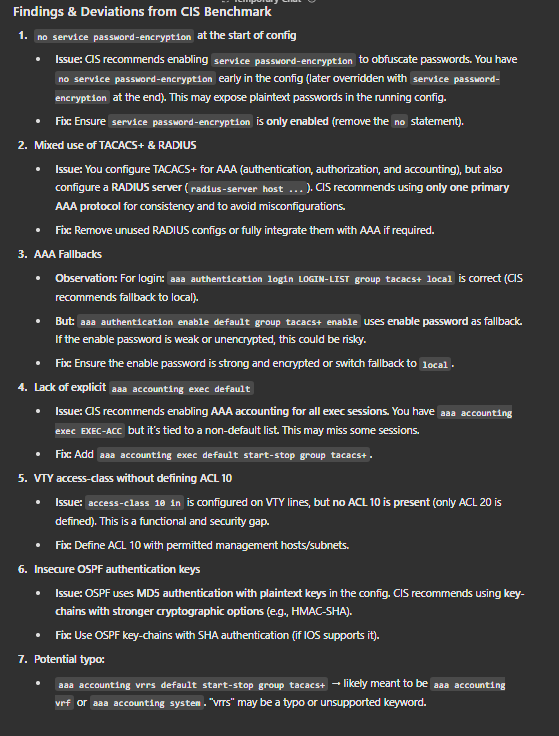 Temporary Chat
Findings & Deviations from CIS Benchmark
1. no service password-encryption at the start of config
• Issue: CIS recommends enabling service password-encryption to obfuscate passwords. You have
no service password-encryption early in the config (later overridden with service password-
encryption at the end). This may expose plaintext passwords in the running config.
• Fix: Ensure service password-encryption is only enabled (remove the no statement).
2. Mixed use of TACACS+ & RADIUS
• Issue: You configure TACACS+ for AAA (authentication, authorization, and accounting), but also
configure a RADIUS server ( radius-server host ... ). CIS recommends using only one primary
AAA protocol for consistency and to avoid misconfigurations.
• Fix: Remove unused RADIUS configs or fully integrate them with AAA if required.
3. AAA Fallbacks
• Observation: For login: aaa authentication login LOGIN-LIST group tacacs+ local is correct (CIS
recommends fallback to local).
• But: aaa authentication enable default group tacacs+ enable uses enable password as fallback.
If the enable password is weak or unencrypted, this could be risky.
• Fix: Ensure the enable password is strong and encrypted or switch fallback to local .
4. Lack of explicit aaa accounting exec default
• Issue: CIS recommends enabling AAA accounting for all exec sessions. You have aaa accounting
exec EXEC-ACC but it's tied to a non-default list. This may miss some sessions.
• Fix: Add aaa accounting exec default start-stop group tacacs+ .
5. VTY access-class without defining ACL 10
• Issue: access-class 10 in is configured on VTY lines, but no ACL 10 is present (only ACL 20 is
defined). This is a functional and security gap.
• Fix: Define ACL 10 with permitted management hosts/subnets.
6. Insecure OSPF authentication keys
• Issue: OSPF uses MD5 authentication with plaintext keys in the config. CIS recommends using key-
chains with stronger cryptographic options (e.g., HMAC-SHA).
• Fix: Use OSPF key-chains with SHA authentication (if IOS supports it).
7. Potential typo:
• aaa accounting vrrs default start-stop group tacacs+ → likely meant to be aaa accounting
vrf or aaa accounting system . "vrrs" may be a typo or unsupported keyword.